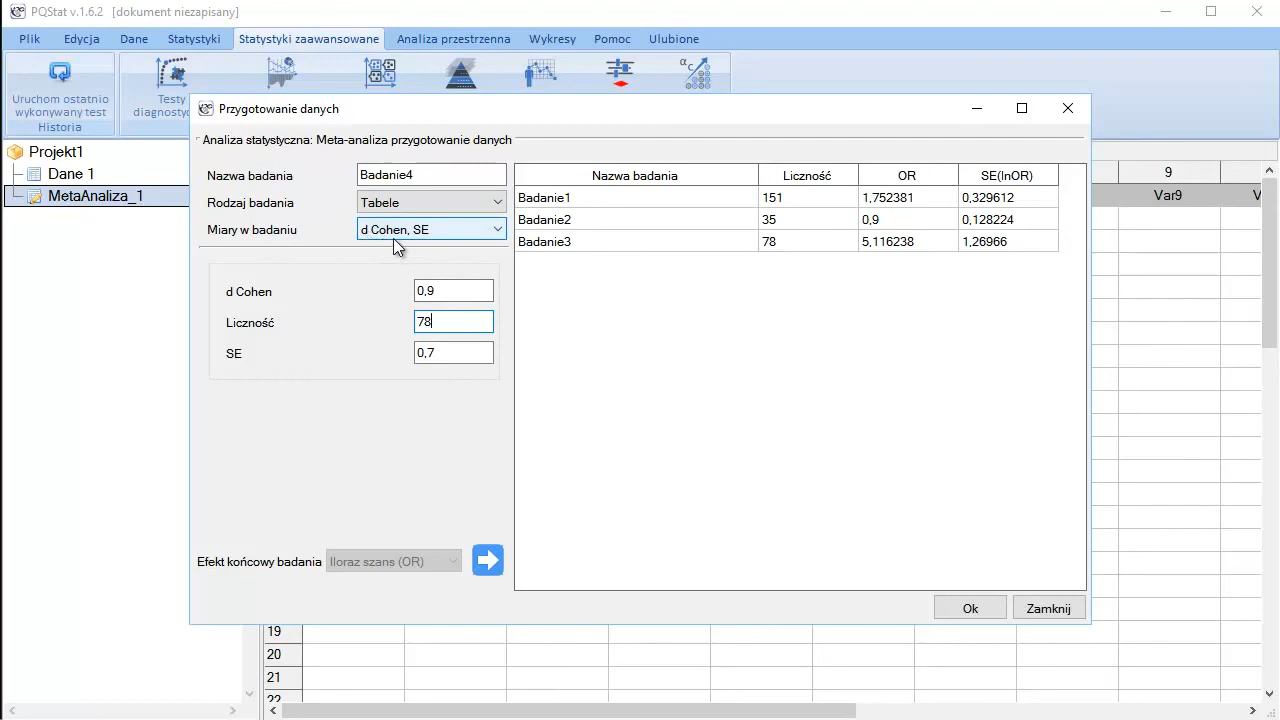 PQStat v.1.6.2 [dokument niezapisany]
Plik Edycja Dane Statystyki Statystyki zaawansowane Analiza przestrzenna Wykresy Pomoc Ulubione
Uruchom ostatnio
wykonywany test
Historia
Testy
diagnostyc
Projekt1
Dane 1
MetaAnaliza_1
Przygotowanie danych
Analiza statystyczna: Meta-analiza przygotowanie danych
Nazwa badania Badanie4
Rodzaj badania Tabele
Miary w badaniu d Cohen, SE
d Cohen 0,9
Liczność 78
SE 0,7
Efekt końcowy badania Iloraz szans (OR)
Nazwa badania Liczność OR SE(lnOR)
Badanie1 151 1,752381 0,329612
Badanie2 35 0,9 0,128224
Badanie3 78 5,116238 1,26966
Ok Zamknij
9
Var9 V
19
20
21
22